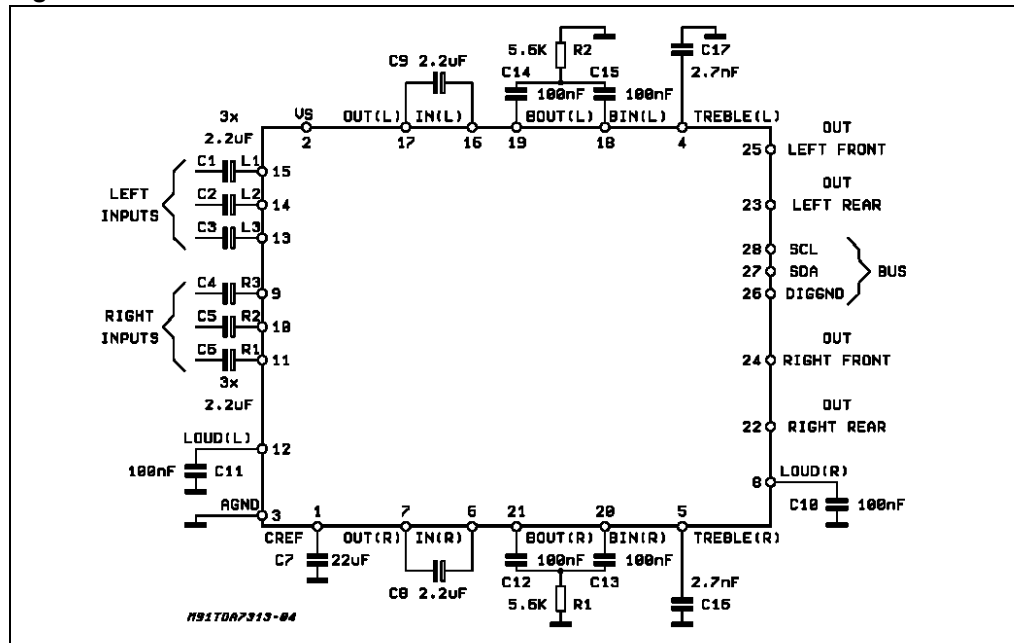 C9 2.2uF
5.6K R2
C14 C15
100nF 100nF
C17
2.7nF
3x
2.2uF
VS OUT(L) IN(L) BOUT(L) BIN(L) TREBLE(L)
2 17 16 19 18 4
LEFT
INPUTS
C1 L1 15
C2 L2 14
C3 L3 13
RIGHT
INPUTS
C4 R3 9
C5 R2 10
C6 R1 11
3x
2.2uF
LOUD(L)
12
100nF C11
AGND
3
OUT
25 LEFT FRONT
OUT
23 LEFT REAR
28 SCL
27 SDA
26 DIGGND
BUS
OUT
24 RIGHT FRONT
OUT
22 RIGHT REAR
8 LOUD(R)
C10 100nF
1 7 6 21 20 5
CREF OUT(R) IN(R) BOUT(R) BIN(R) TREBLE(R)
C7 22uF
C8 2.2uF
100nF 100nF
C12 C13
5.6K R1
2.7nF
C16
M91TDA7313-04